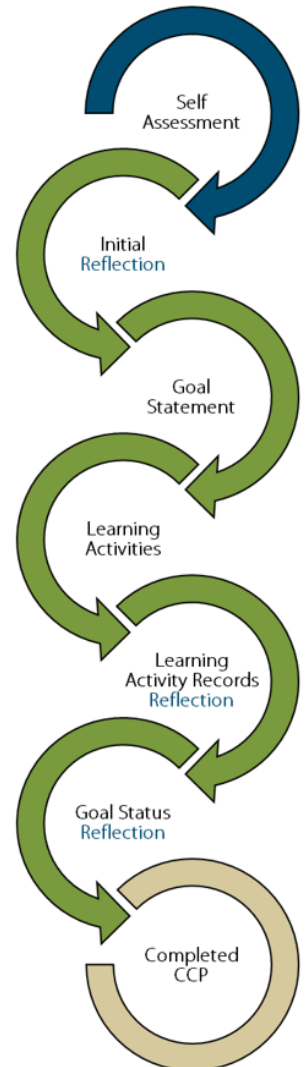 Self
Assessment
Initial
Reflection
Goal
Statement
Learning
Activities
Learning
Activity Records
Reflection
Goal Status
Reflection
Completed
CCP